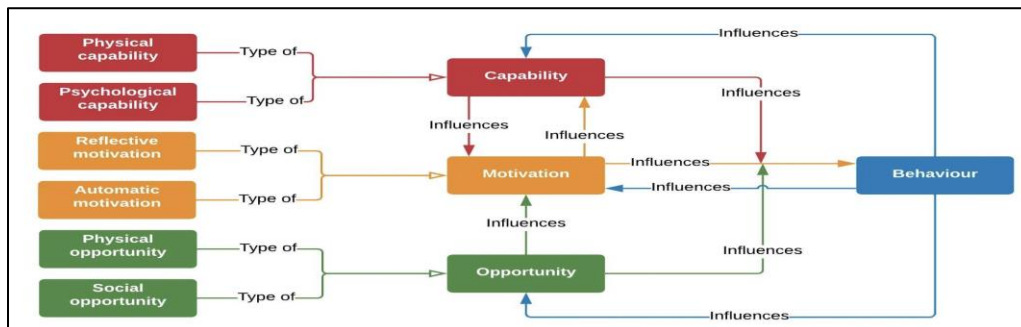 Influences
Physical
capability
Type of
Capability
Psychological
capability
Type of
Influences
Influences
Influences
Reflective
motivation
Type of
Influences
Motivation
Behaviour
Automatic
motivation
Type of
Influences
Physical
opportunity
Type of
Influences
Influences
Opportunity
Social
opportunity
Type of
Influences